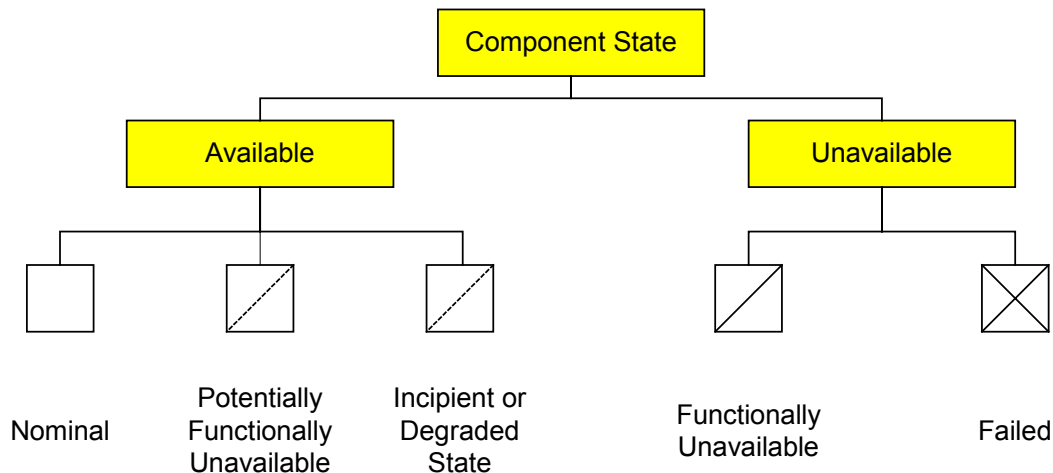 Component State
Available
Unavailable
Nominal
Potentially
Functionally
Unavailable
Incipient or
Degraded
State
Functionally
Unavailable
Failed